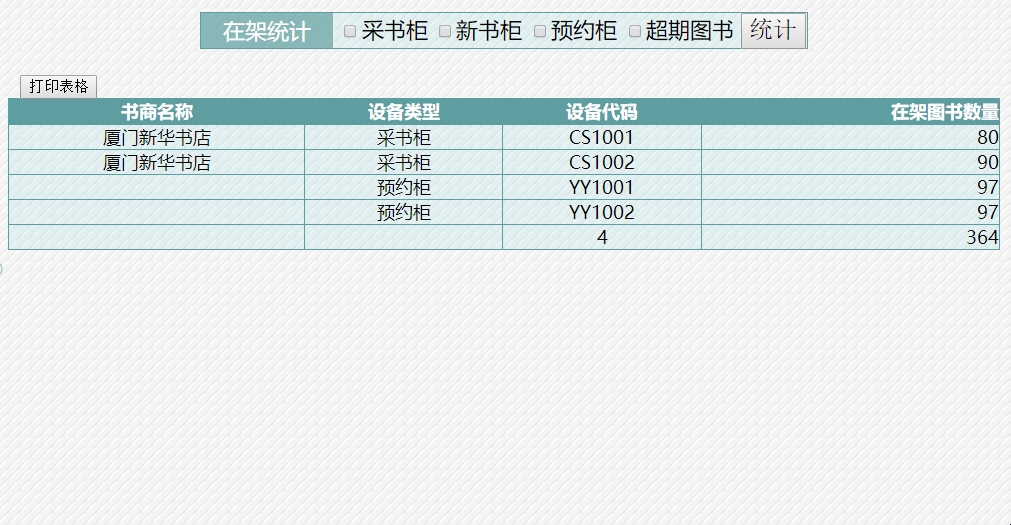 在架统计 采书柜 新书柜 预约柜 超期图书 统计
打印表格
书商名称 设备类型 设备代码 在架图书数量
厦门新华书店 采书柜 CS1001 80
厦门新华书店 采书柜 CS1002 90
预约柜 YY1001 97
预约柜 YY1002 97
4 364